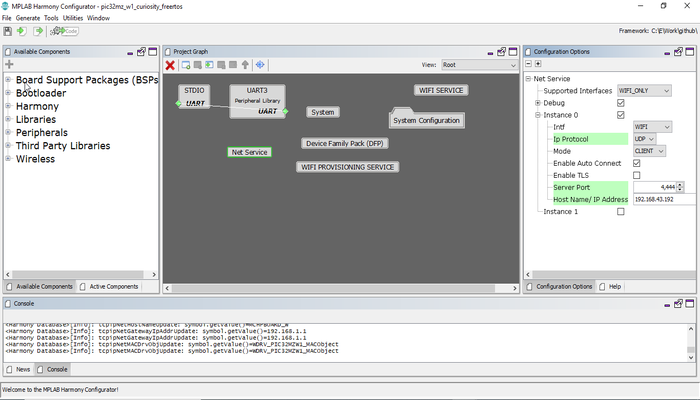 MPLAB Harmony Configurator - pic32mz_w1_curiosity_freertos
File Generate Tools Utilities Window
Code
Framework: C:\E\Work\github\
Available Components
Board Support Packages (BSPs
Bootloader
Harmony
Libraries
Peripherals
Third Party Libraries
Wireless
Available Components
Active Components
Project Graph
View: Root
STDIO
UART
UART3
Peripheral Library
UART
System
WIFI SERVICE
System Configuration
Device Family Pack (DFP)
Net Service
WIFI PROVISIONING SERVICE
Configuration Options
Net Service
Supported Interfaces WIFI_ONLY
Debug
Instance 0
Intf WIFI
Ip Protocol UDP
Mode CLIENT
Enable Auto Connect
Enable TLS
Server Port 4,444
Host Name/ IP Address 192.168.43.192
Instance 1
Configuration Options
Help
Console
<Harmony Database>[Info]: tcpipNetGatewayIpAddrUpdate: symbol.getValue()=192.168.1.1
<Harmony Database>[Info]: tcpipNetGatewayIpAddrUpdate: symbol.getValue()=192.168.1.1
<Harmony Database>[Info]: tcpipNetMACDrvObjUpdate: symbol.getValue()=WDRV_PIC32MZW1_MACObject
<Harmony Database>[Info]: tcpipNetMACDrvObjUpdate: symbol.getValue()=WDRV_PIC32MZW1_MACObject
News
Console
Welcome to the MPLAB Harmony Configurator!